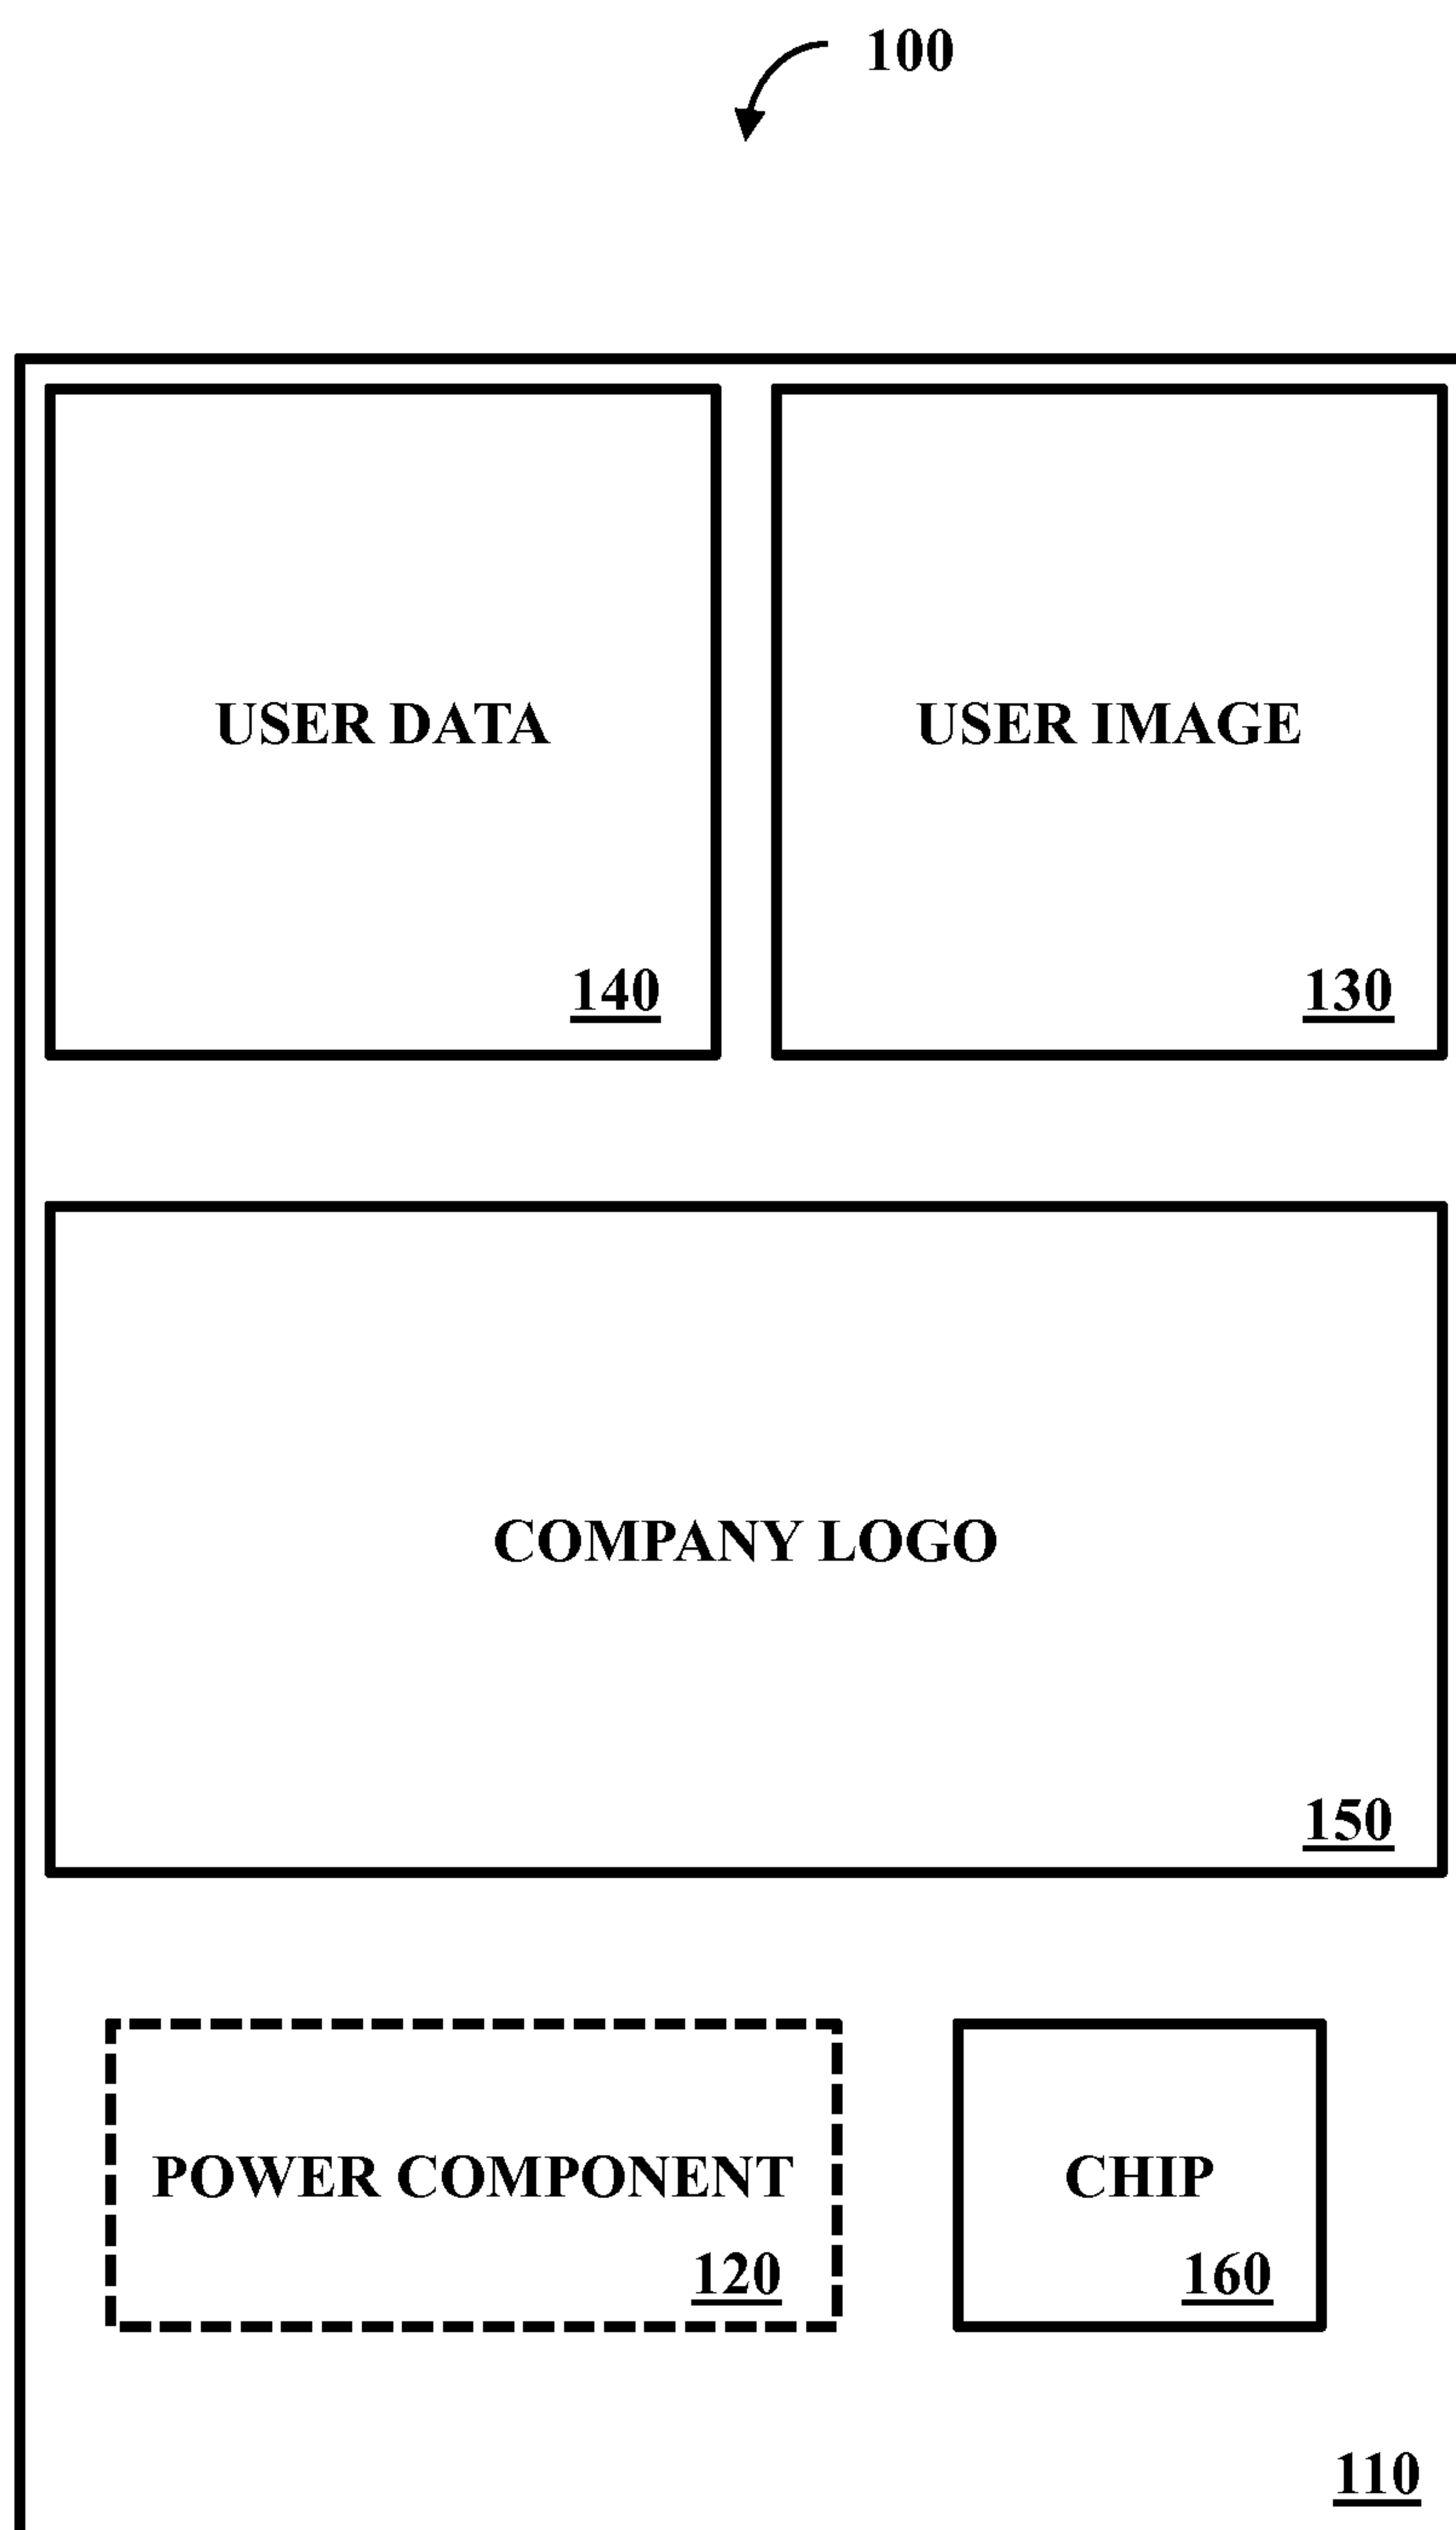 100
USER DATA
140
USER IMAGE
130
COMPANY LOGO
150
POWER COMPONENT
120
CHIP
160
110